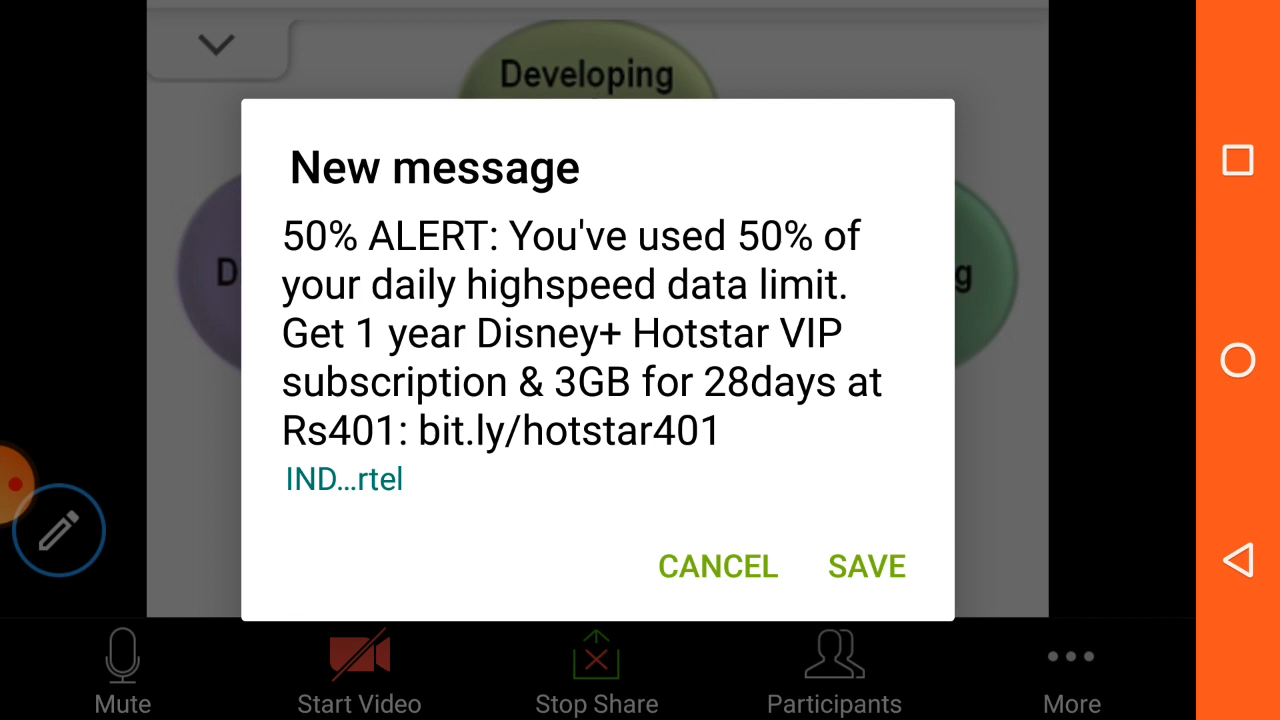 Developing
New message
50% ALERT: You've used 50% of
your daily highspeed data limit.
Get 1 year Disney+ Hotstar VIP
subscription & 3GB for 28days at
Rs401: bit.ly/hotstar401
IND...rtel
CANCEL SAVE
Mute Start Video Stop Share Participants More